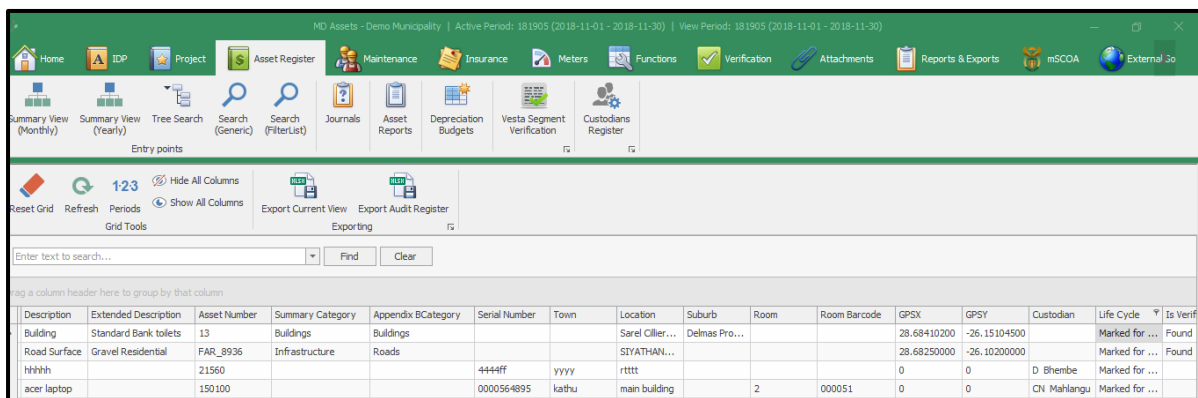 MD Assets - Demo Municipality | Active Period: 181905 (2018-11-01 - 2018-11-30) | View Period: 181905 (2018-11-01 - 2018-11-30)
Home IDP Project Asset Register Maintenance Insurance Meters Functions Verification Attachments Reports & Exports mSCOA External So
Summary View (Monthly) Summary View (Yearly) Tree Search Search (Generic) Search (FilterList) Journals Asset Reports Depreciation Budgets Vesta Segment Verification Custodians Register
Entry points
Reset Grid Refresh 1·2·3 Periods Hide All Columns Show All Columns XLSX Export Current View XLSX Export Audit Register
Grid Tools Exporting
Enter text to search... Find Clear
rag a column header here to group by that column
Description Extended Description Asset Number Summary Category Appendix BCategory Serial Number Town Location Suburb Room Room Barcode GPSX GPSY Custodian Life Cycle Is Verif
Building Standard Bank toilets 13 Buildings Buildings Sarel Cillier... Delmas Pro... 28.68410200 -26.15104500 Marked for ... Found
Road Surface Gravel Residential FAR_8936 Infrastructure Roads SIYATHAN... 28.68250000 -26.10200000 Marked for ... Found
hhhhh 21560 4444ff yyyy rtttt 0 0 D Bhembe Marked for ...
acer laptop 150100 0000564895 kathu main building 2 000051 0 0 CN Mahlangu Marked for ...